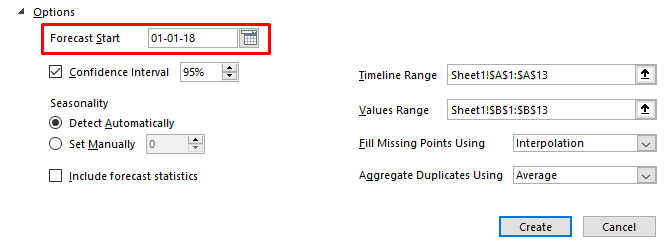 Options
Forecast Start 01-01-18
Confidence Interval 95%
Timeline Range Sheet1!$A$1:$A$13
Seasonality
Values Range Sheet1!$B$1:$B$13
Detect Automatically
Set Manually 0
Fill Missing Points Using Interpolation
Include forecast statistics
Aggregate Duplicates Using Average
Create Cancel